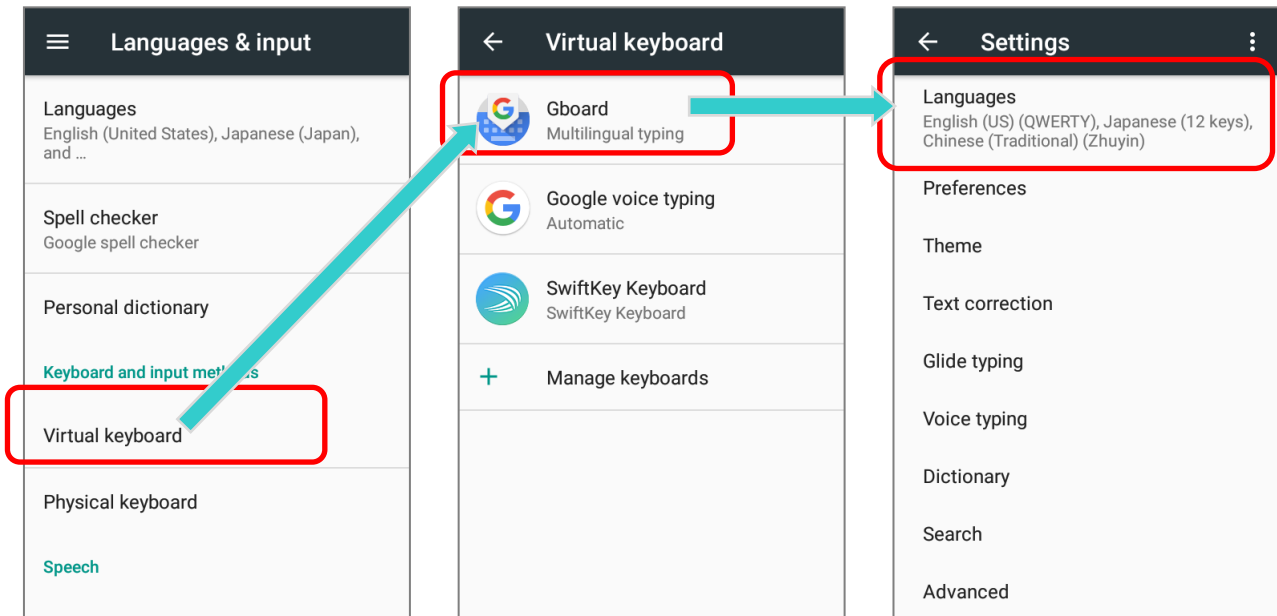 Languages & input
Languages
English (United States), Japanese (Japan),
and ...
Spell checker
Google spell checker
Personal dictionary
Keyboard and input
Virtual keyboard
Physical keyboard
Speech
Virtual keyboard
Gboard
Multilingual typing
Google voice typing
Automatic
SwiftKey Keyboard
SwiftKey Keyboard
+ Manage keyboards
Settings
Languages
English (US) (QWERTY), Japanese (12 keys),
Chinese (Traditional) (Zhuyin)
Preferences
Theme
Text correction
Glide typing
Voice typing
Dictionary
Search
Advanced